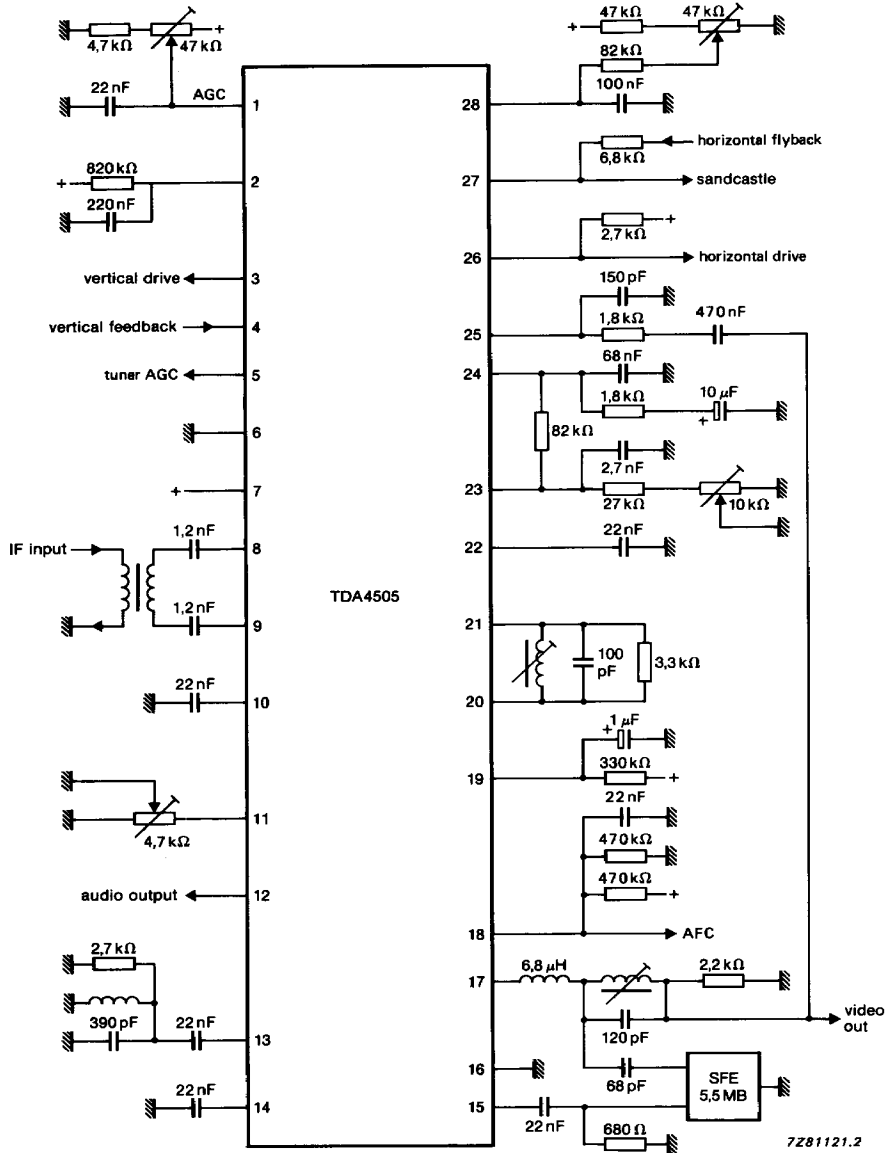 4,7 kΩ
47 kΩ
+
22 nF
AGC
1
820 kΩ
+
220 nF
2
vertical drive
3
vertical feedback
4
tuner AGC
5
6
+
7
IF input
1,2 nF
8
1,2 nF
9
22 nF
10
4,7 kΩ
11
audio output
12
2,7 kΩ
390 pF
22 nF
13
22 nF
14
TDA4505
47 kΩ
47 kΩ
+
82 kΩ
100 nF
28
horizontal flyback
6,8 kΩ
27
sandcastle
2,7 kΩ
+
26
horizontal drive
150 pF
470 nF
1,8 kΩ
25
68 nF
24
1,8 kΩ
10 µF
+
82 kΩ
2,7 nF
23
27 kΩ
10 kΩ
22 nF
22
21
100 pF
3,3 kΩ
20
1 µF
+
330 kΩ
19
+
22 nF
470 kΩ
470 kΩ
+
18
AFC
17
6,8 µH
2,2 kΩ
video out
120 pF
16
68 pF
SFE
5,5 MB
15
22 nF
680 Ω
7Z81121.2